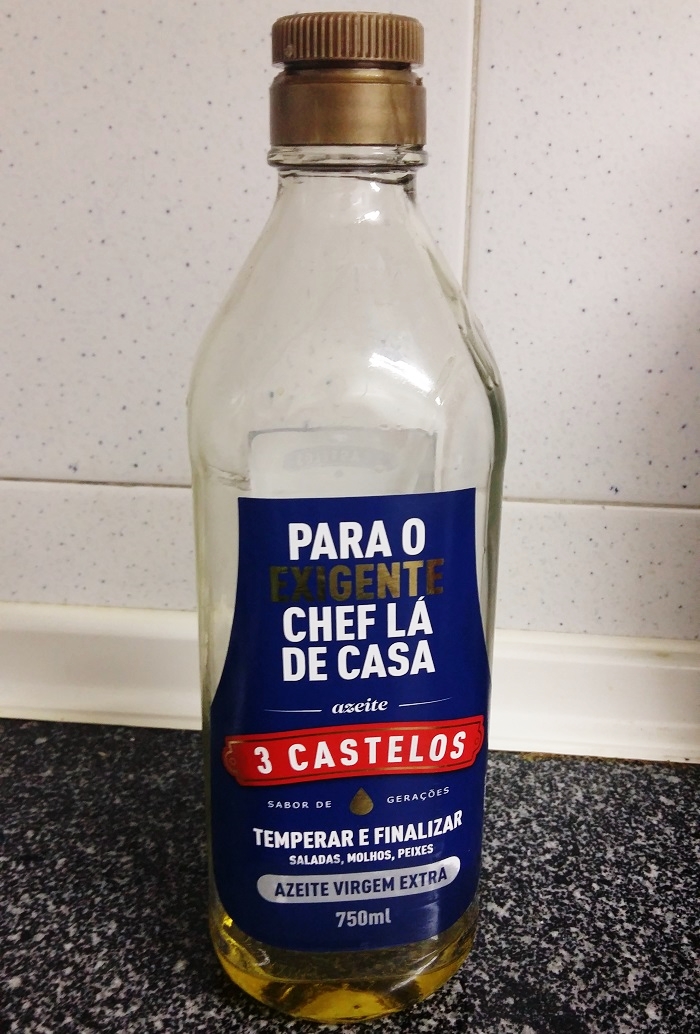 PARA O
EXIGENTE
CHEF LÁ
DE CASA
azeite
3 CASTELOS
SABOR DE GERAÇÕES
TEMPERAR E FINALIZAR
SALADAS, MOLHOS, PEIXES
AZEITE VIRGEM EXTRA
750ml